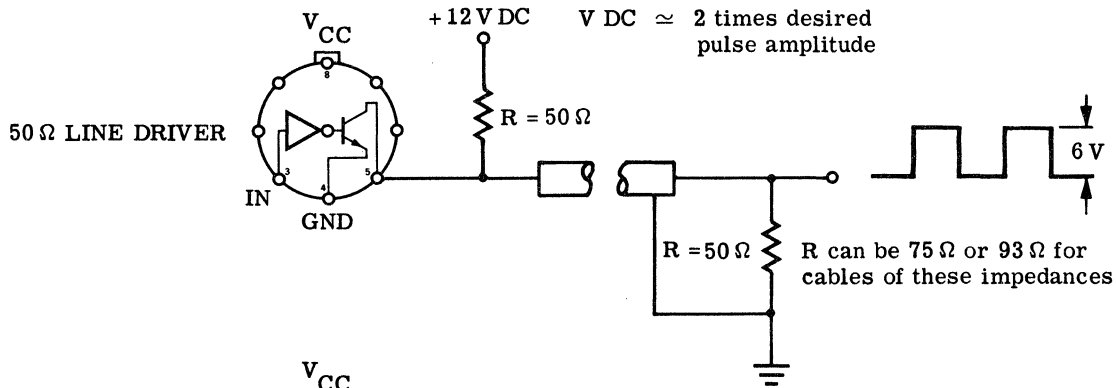 +12 V DC
V DC ≃ 2 times desired
pulse amplitude
V CC
8
50 Ω LINE DRIVER
R = 50 Ω
6 V
3
4
5
IN
GND
R = 50 Ω
R can be 75 Ω or 93 Ω for
cables of these impedances
V CC